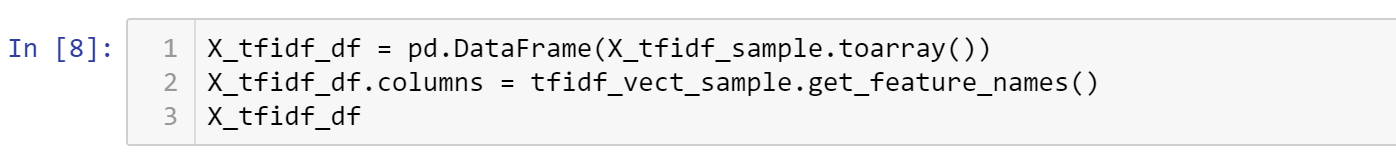 In [8]:
1 X_tfidf_df = pd.DataFrame(X_tfidf_sample.toarray())
2 X_tfidf_df.columns = tfidf_vect_sample.get_feature_names()
3 X_tfidf_df